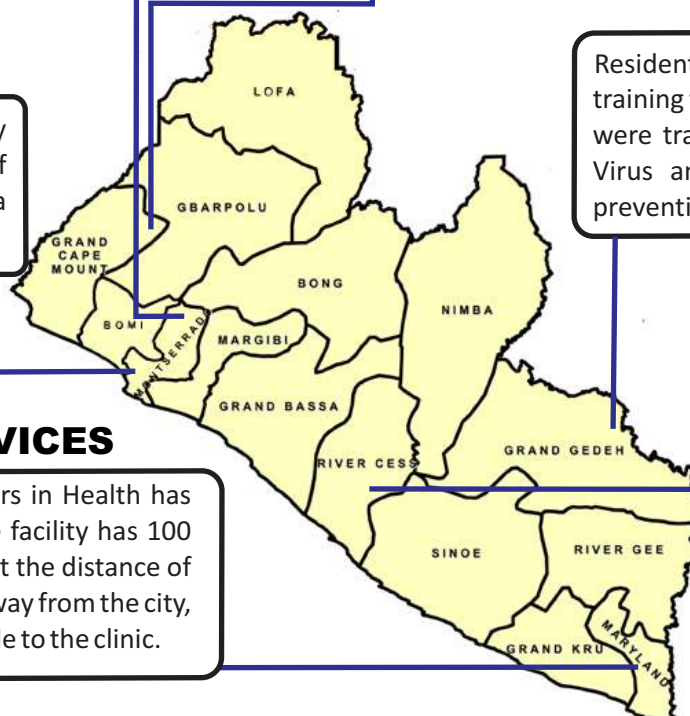 LOFA
Resident
training
were tra
Virus an
preventi
y
f
a
GBARPOLU
GRAND
CAPE
MOUNT
BONG
NIMBA
BOMI
MONTSERRADO
MARGIBI
GRAND BASSA
VICES
RIVER CESS
GRAND GEDEH
rs in Health has
e facility has 100
t the distance of
way from the city,
le to the clinic.
SINOE
RIVER GEE
GRAND KRU
MARYLAND